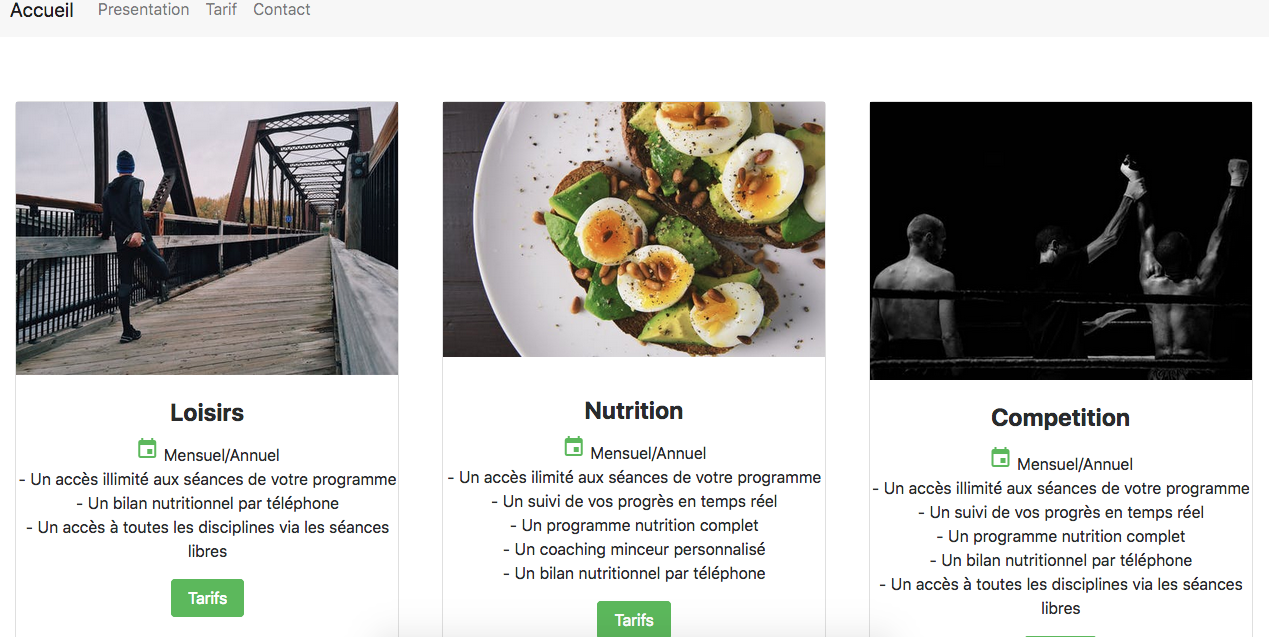 Accueil Presentation Tarif Contact
Loisirs
Mensuel/Annuel
- Un accès illimité aux séances de votre programme
- Un bilan nutritionnel par téléphone
- Un accès à toutes les disciplines via les séances
libres
Tarifs
Nutrition
Mensuel/Annuel
- Un accès ilimité aux séances de votre programme
- Un suivi de vos progrès en temps réel
- Un programme nutrition complet
- Un coaching minceur personnalisé
- Un bilan nutritionnel par téléphone
Tarifs
Competition
Mensuel/Annuel
- Un accès illimité aux séances de votre programme
- Un suivi de vos progrès en temps réel
- Un programme nutrition complet
- Un bilan nutritionnel par téléphone
- Un accès à toutes les disciplines via les séances
libres